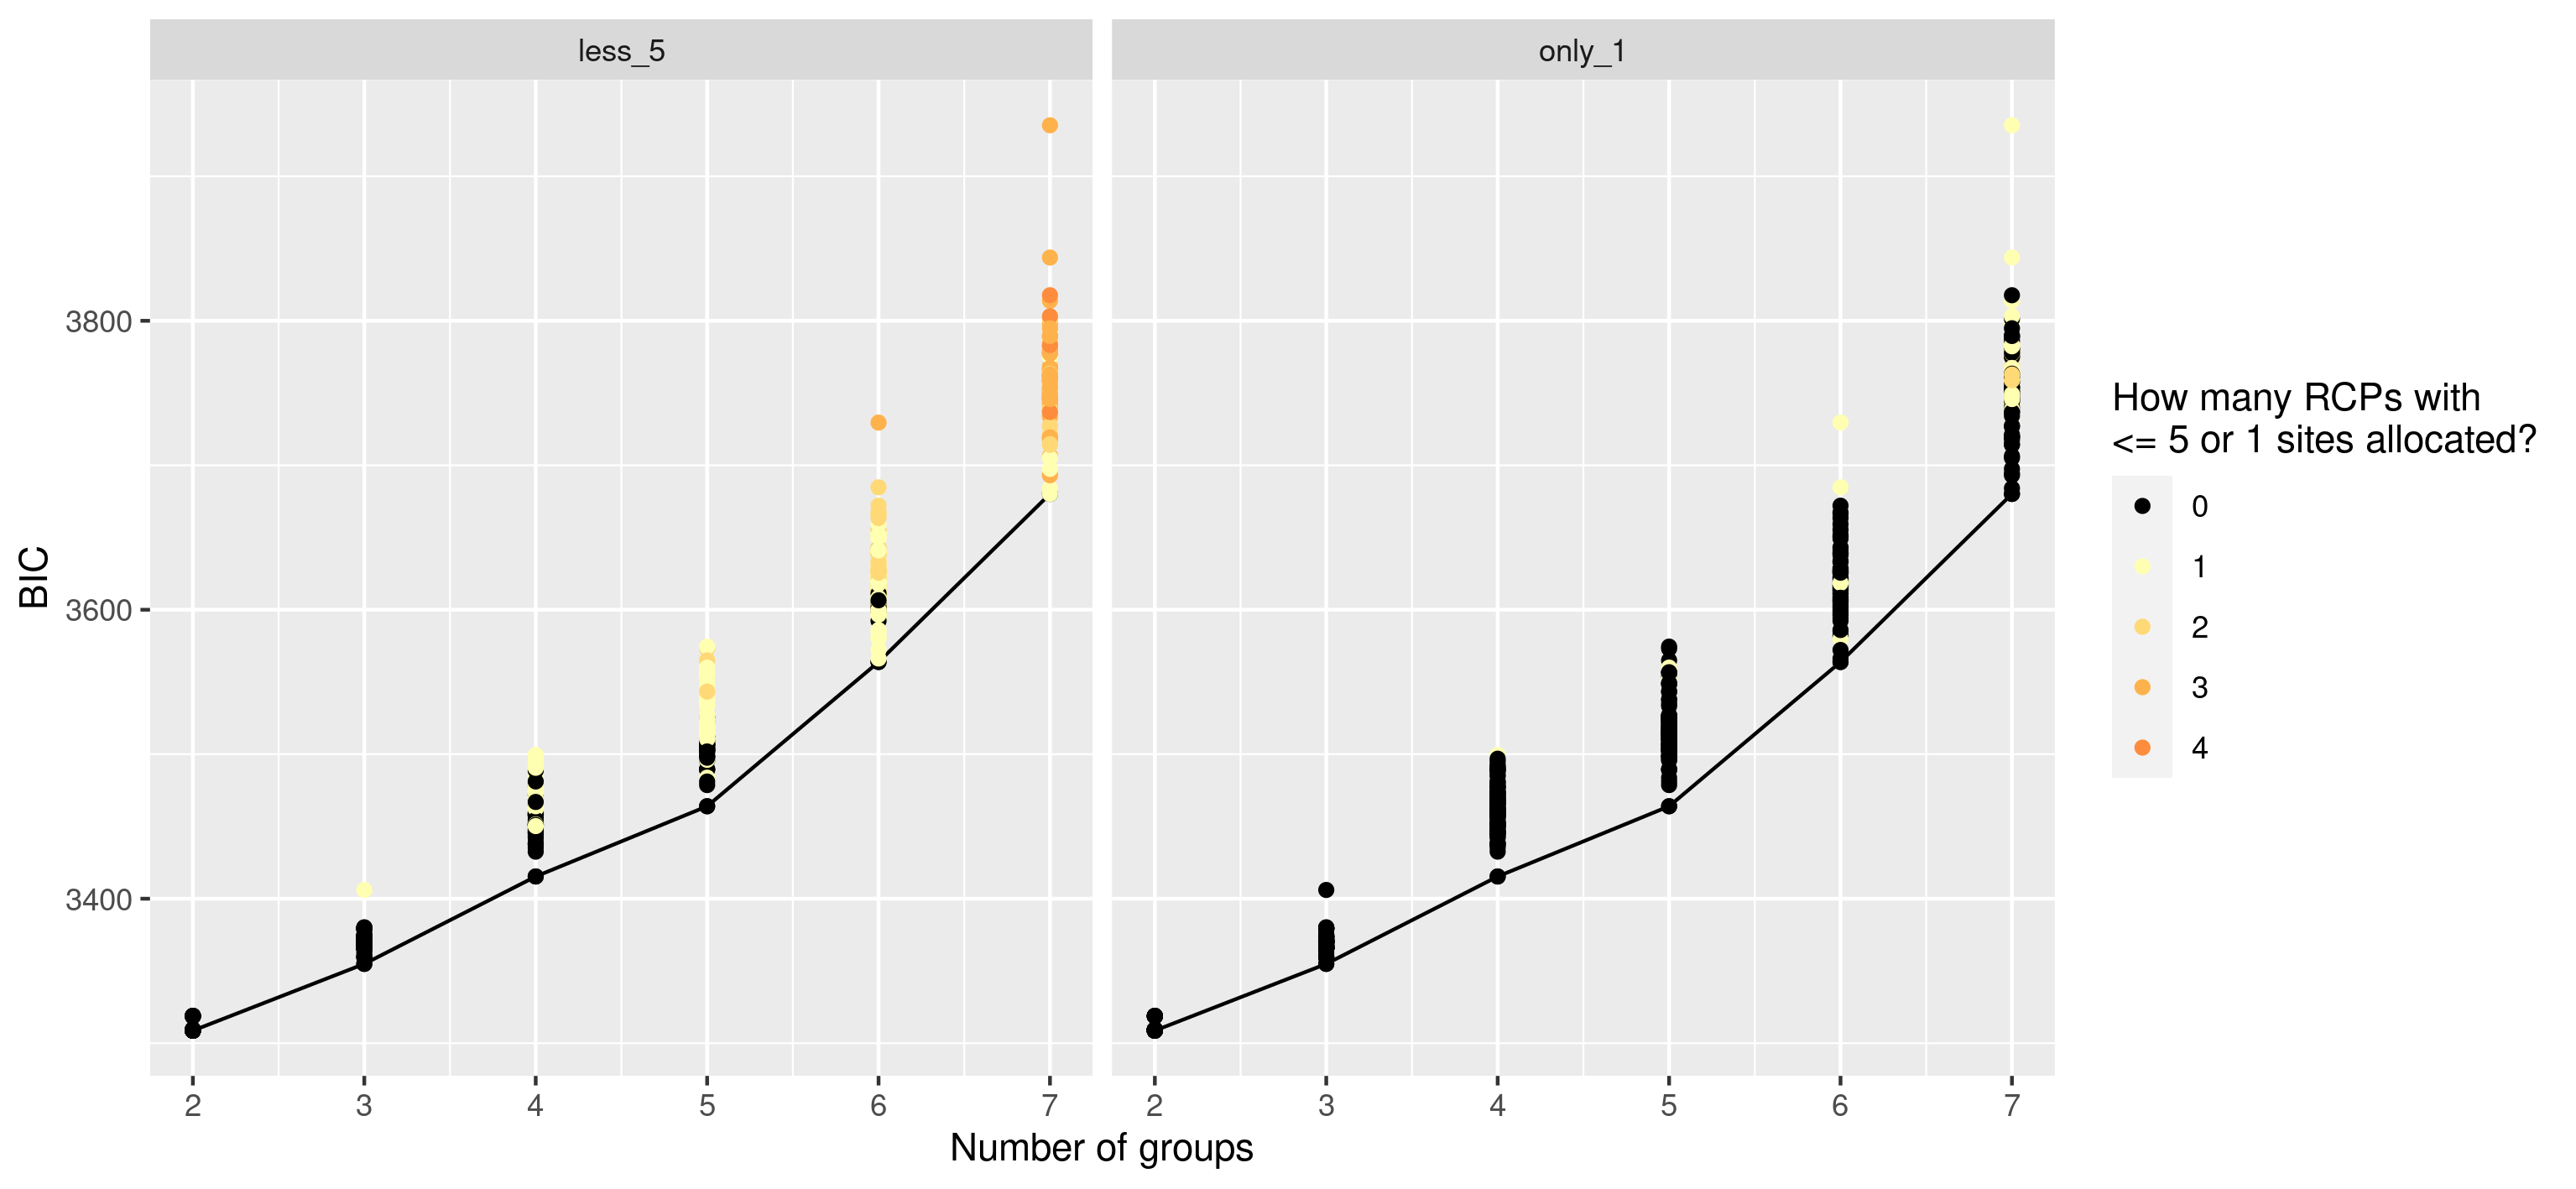 less_5
only_1
3800
3600
3400
BIC
2 3 4 5 6 7
2 3 4 5 6 7
Number of groups
How many RCPs with
<= 5 or 1 sites allocated?
0
1
2
3
4